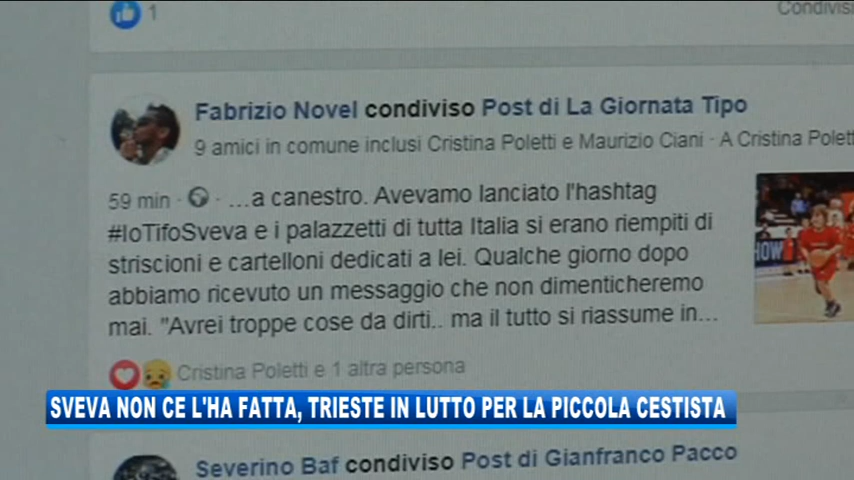 1
Condivisi
Fabrizio Novel condiviso Post di La Giornata Tipo
9 amici in comune inclusi Cristina Poletti e Maurizio Ciani · A Cristina Polett
59 min · …a canestro. Avevamo lanciato l'hashtag
#IoTifoSveva e i palazzetti di tutta Italia si erano riempiti di
striscioni e cartelloni dedicati a lei. Qualche giorno dopo
abbiamo ricevuto un messaggio che non dimenticheremo
mai. "Avrei troppe cose da dirti.. ma il tutto si riassume in...
HOW
Cristina Poletti e 1 altra persona
SVEVA NON CE L'HA FATTA, TRIESTE IN LUTTO PER LA PICCOLA CESTISTA
Severino Baf condiviso Post di Gianfranco Pacco